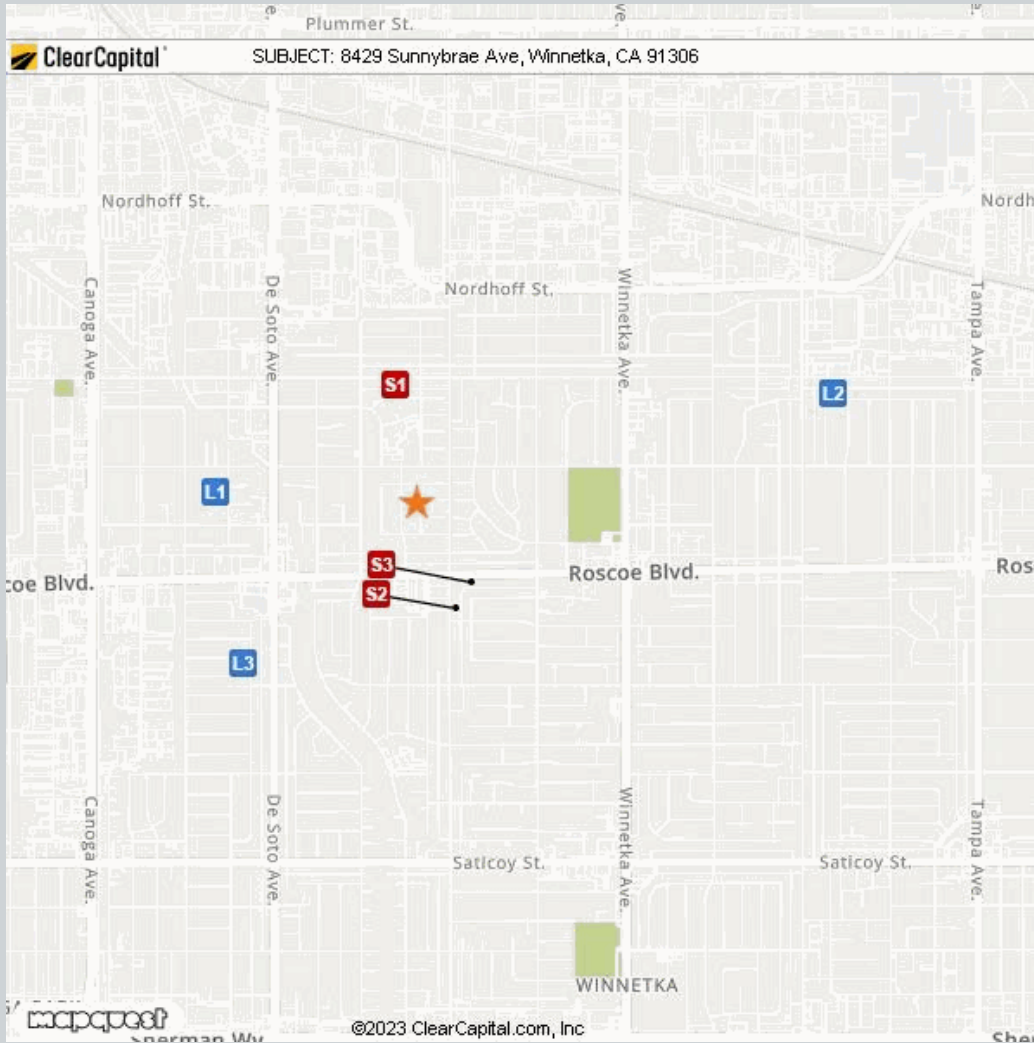 Plummer St.
ClearCapital
SUBJECT: 8429 Sunnybrae Ave, Winnetka, CA 91306
Nordhoff St.
Nordh
Canoga Ave.
De Soto Ave.
Nordhoff St.
Winnetka Ave.
Tampa Ave.
S1
L2
L1
S3
Roscoe Blvd.
Ros
coe Blvd.
S2
L3
Canoga Ave.
De Soto Ave.
Winnetka Ave.
Tampa Ave.
Saticoy St.
Saticoy St.
WINNETKA
mapquest
©2023 ClearCapital.com, Inc